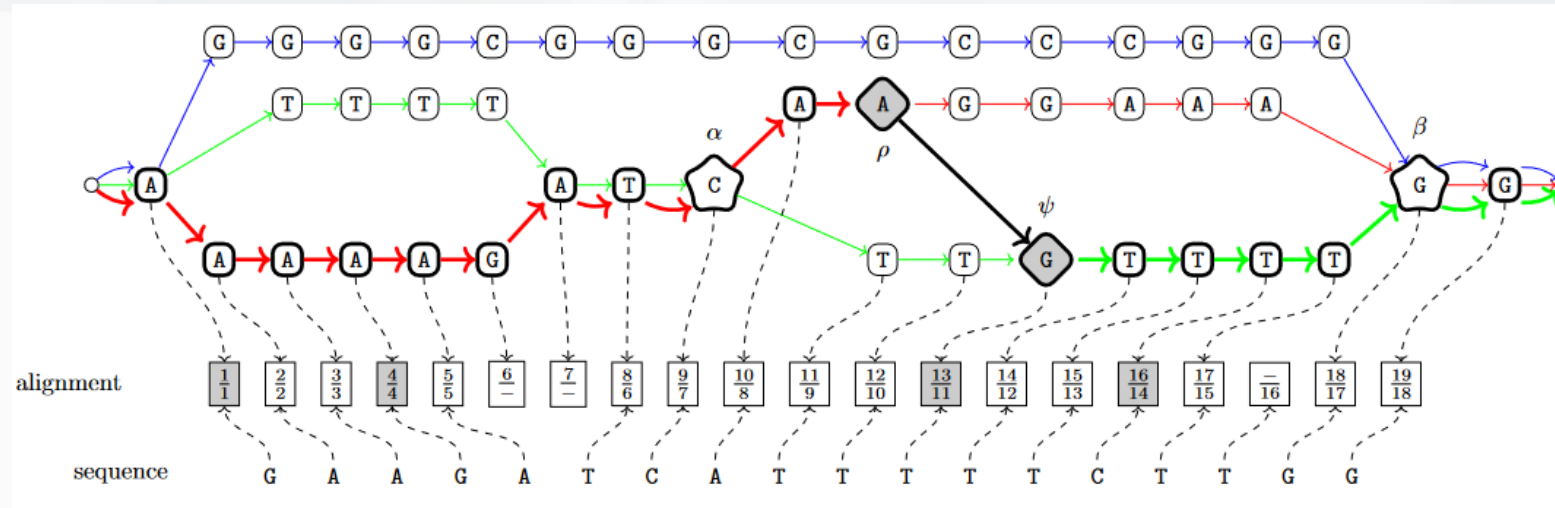 G G G G C G G G C G C C C G G G
T T T T A A G G A A A
α ρ β
A A T C G G
ψ
A A A A G T T G T T T T
alignment 1/1 2/2 3/3 4/4 5/5 6/− 7/− 8/6 9/7 10/8 11/9 12/10 13/11 14/12 15/13 16/14 17/15 −/16 18/17 19/18
sequence G A A G A T C A T T T T T C T T G G